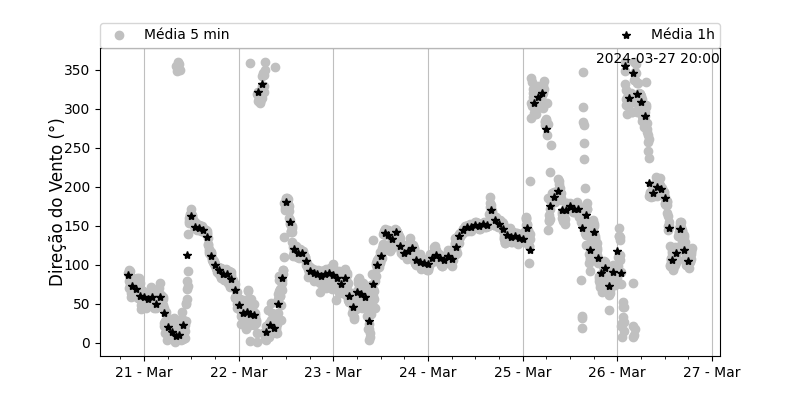 Média 5 min
Média 1h
2024-03-27 20:00
Direção do Vento (°)
350
300
250
200
150
100
50
0
21 - Mar
22 - Mar
23 - Mar
24 - Mar
25 - Mar
26 - Mar
27 - Mar